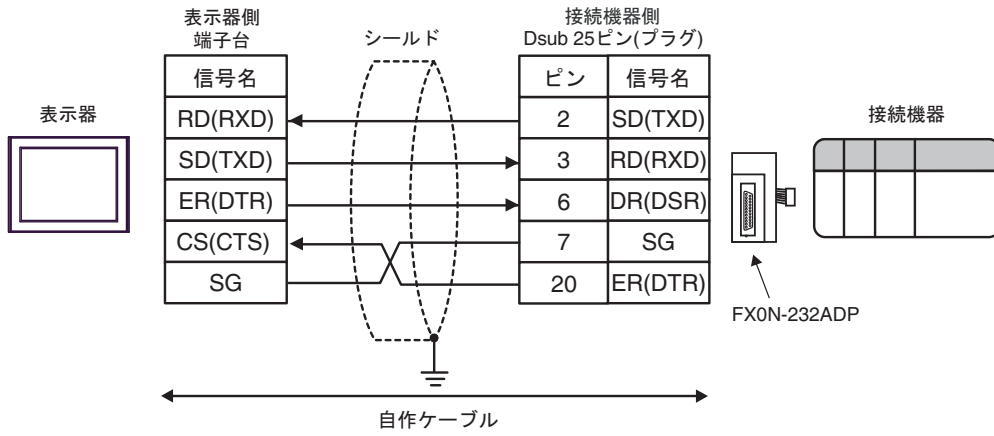 表示器側
端子台
シールド
接続機器側
Dsub 25ピン(プラグ)
信号名
ピン 信号名
表示器
接続機器
RD(RXD)
2 SD(TXD)
SD(TXD)
3 RD(RXD)
ER(DTR)
6 DR(DSR)
CS(CTS)
7 SG
SG
20 ER(DTR)
FX0N-232ADP
自作ケーブル